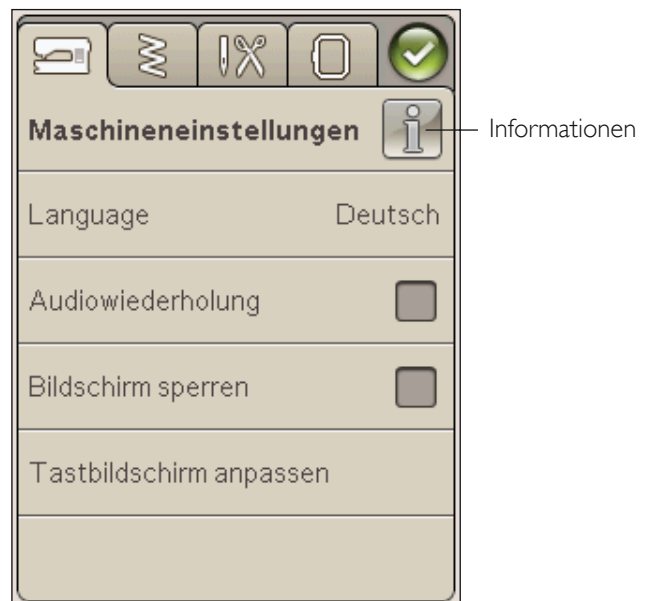 Maschineneinstellungen
Informationen
Language Deutsch
Audiowiederholung
Bildschirm sperren
Tastbildschirm anpassen